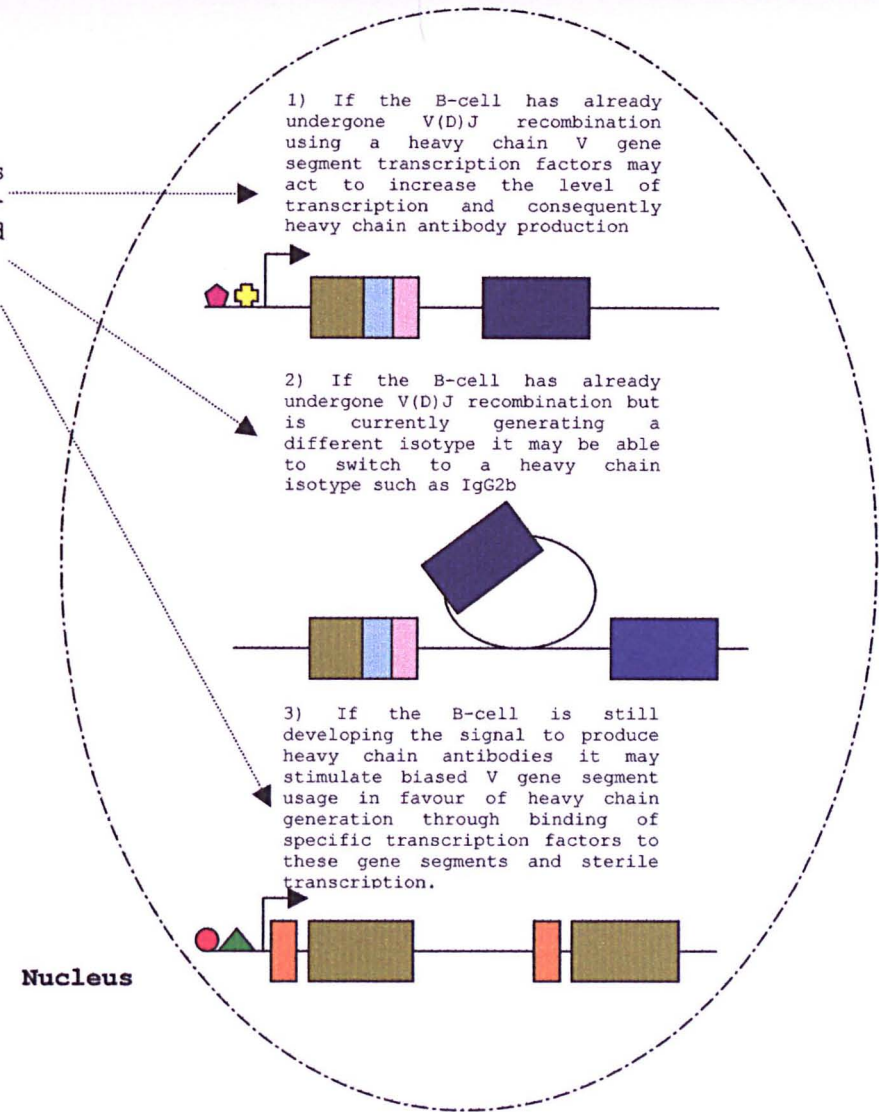 1) If the B-cell has already
undergone V(D)J recombination
using a heavy chain V gene
segment transcription factors may
act to increase the level of
transcription and consequently
heavy chain antibody production
2) If the B-cell has already
undergone V(D)J recombination but
is currently generating a
different isotype it may be able
to switch to a heavy chain
isotype such as IgG2b
3) If the B-cell is still
developing the signal to produce
heavy chain antibodies it may
stimulate biased V gene segment
usage in favour of heavy chain
generation through binding of
specific transcription factors to
these gene segments and sterile
transcription.
Nucleus